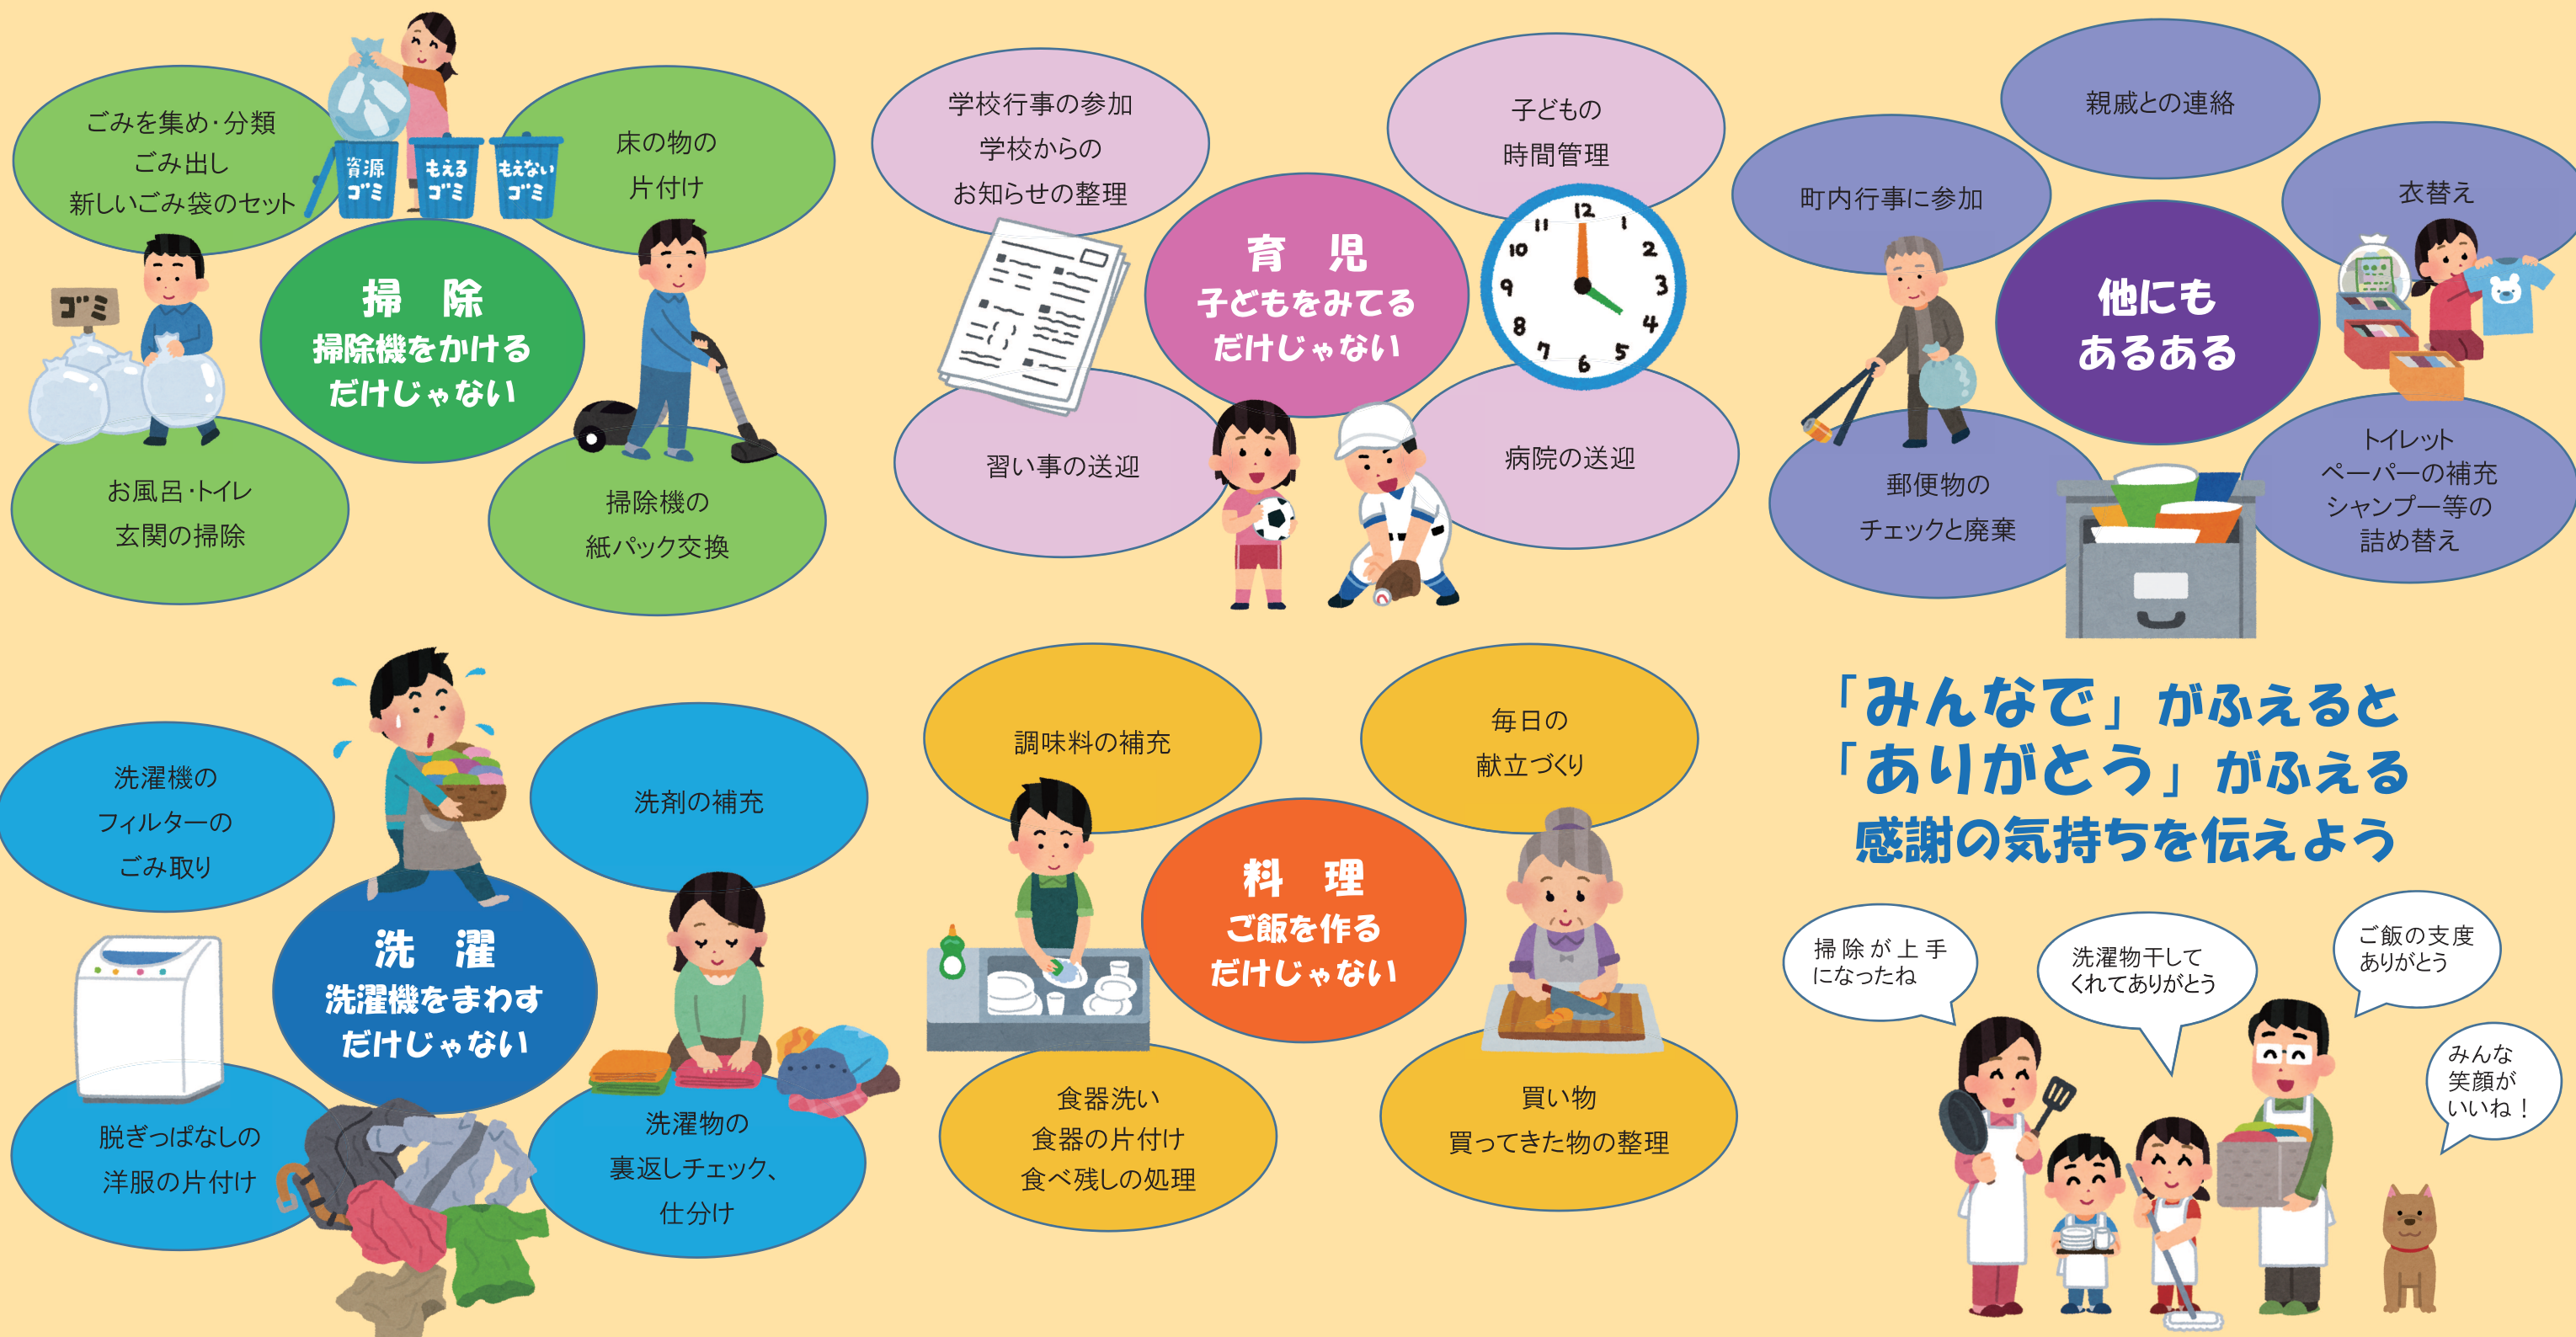 ごみを集め・分類
ごみ出し
新しいごみ袋のセット
資源
ゴミ
もえる
ゴミ
もえない
ゴミ
床の物の
片付け
ゴミ
掃 除
掃除機をかける
だけじゃない
お風呂・トイレ
玄関の掃除
掃除機の
紙パック交換
学校行事の参加
学校からの
お知らせの整理
子どもの
時間管理
育 児
子どもをみてる
だけじゃない
12
1
2
3
4
5
6
7
8
9
10
11
習い事の送迎
病院の送迎
親戚との連絡
町内行事に参加
衣替え
他にも
あるある
郵便物の
チェックと廃棄
トイレット
ペーパーの補充
シャンプー等の
詰め替え
洗濯機の
フィルターの
ごみ取り
洗剤の補充
洗 濯
洗濯機をまわす
だけじゃない
脱ぎっぱなしの
洋服の片付け
洗濯物の
裏返しチェック、
仕分け
調味料の補充
毎日の
献立づくり
料 理
ご飯を作る
だけじゃない
食器洗い
食器の片付け
食べ残しの処理
買い物
買ってきた物の整理
「みんなで」がふえると
「ありがとう」がふえる
感謝の気持ちを伝えよう
掃除が上手
になったね
洗濯物干して
くれてありがとう
ご飯の支度
ありがとう
みんな
笑顔が
いいね！